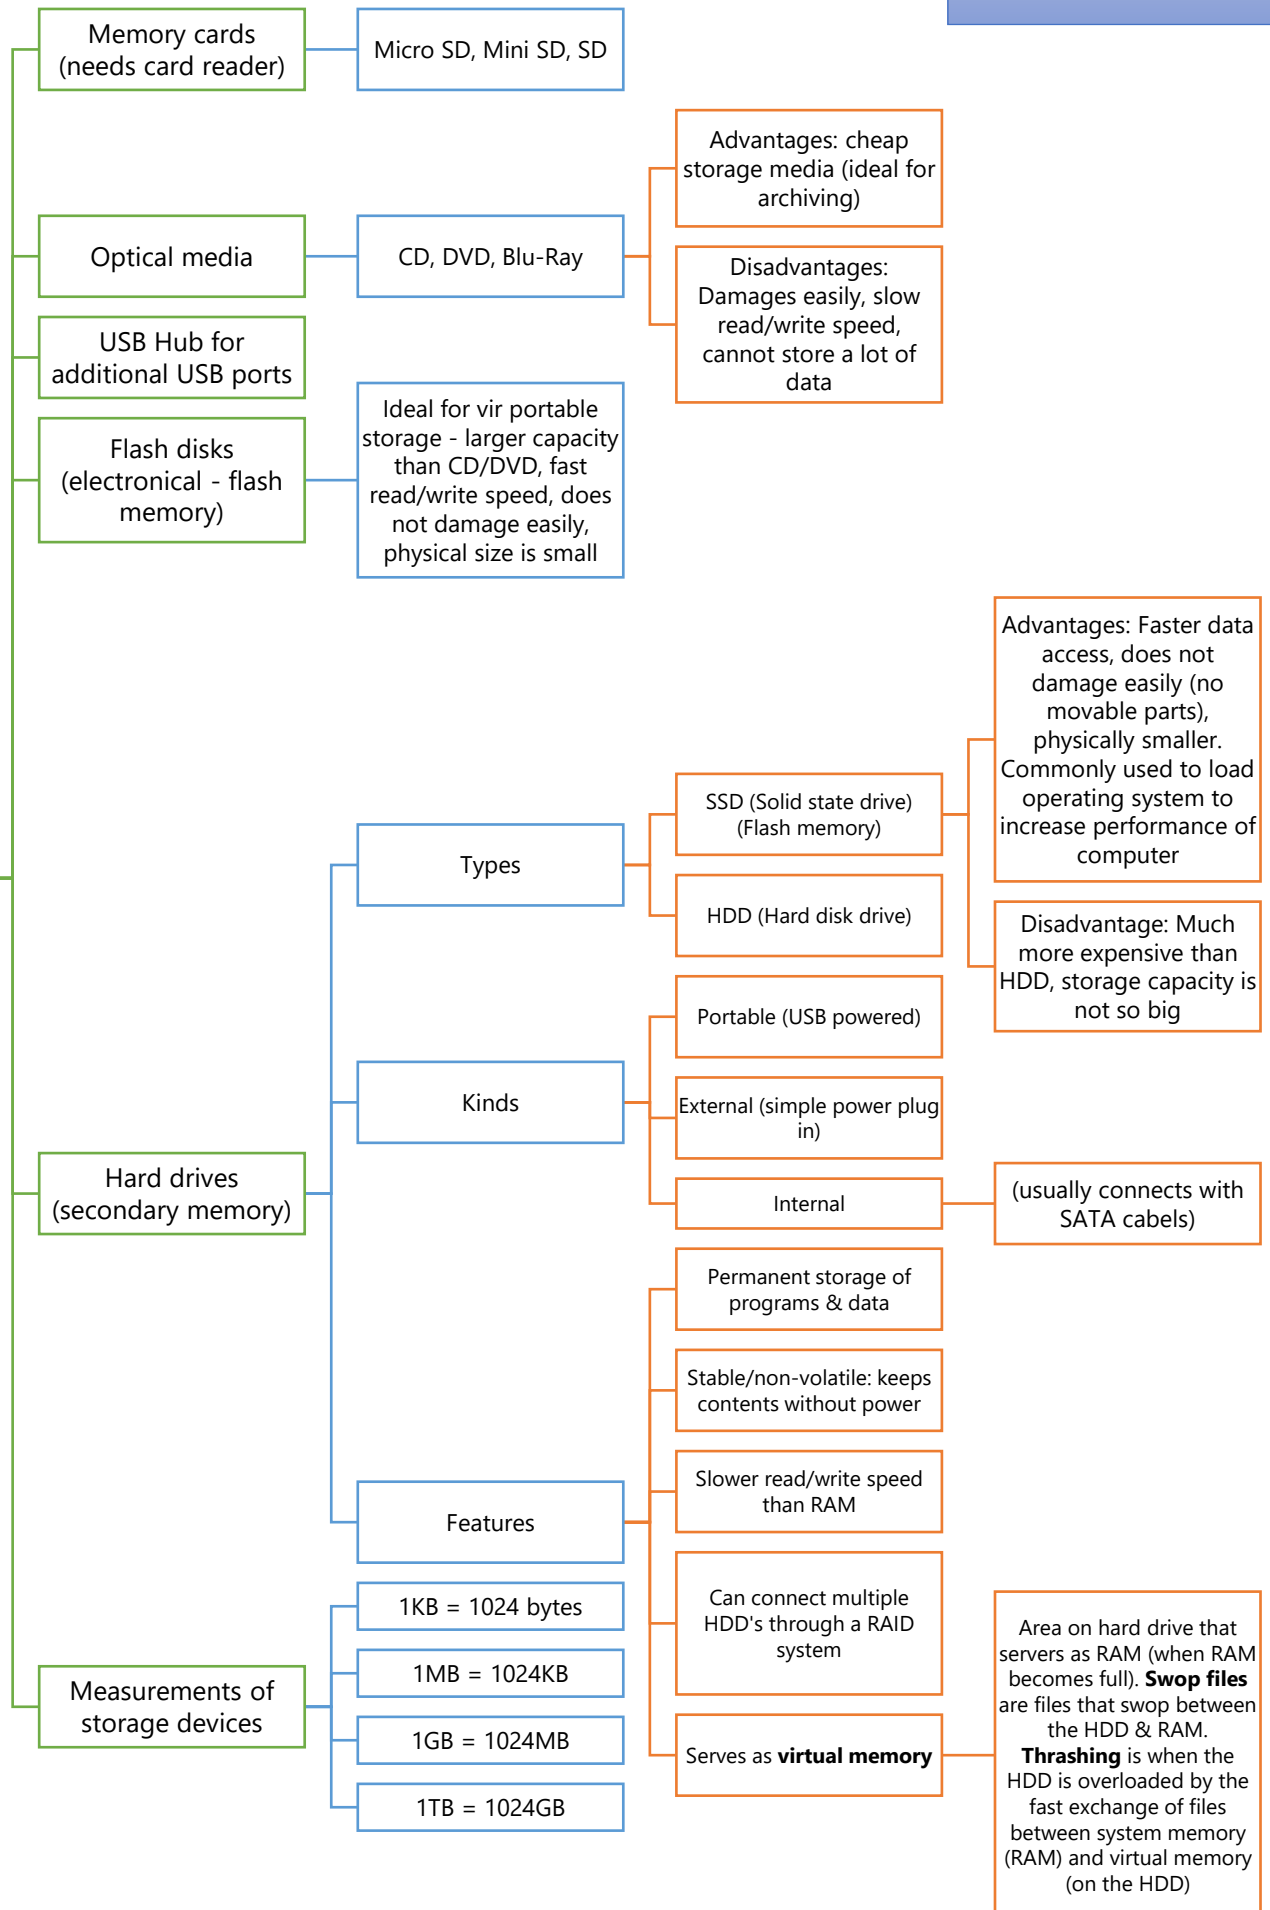 Memory cards
(needs card reader)
Micro SD, Mini SD, SD
Optical media
CD, DVD, Blu-Ray
Advantages: cheap
storage media (ideal for
archiving)
Disadvantages:
Damages easily, slow
read/write speed,
cannot store a lot of
data
USB Hub for
additional USB ports
Flash disks
(electronical - flash
memory)
Ideal for vir portable
storage - larger capacity
than CD/DVD, fast
read/write speed, does
not damage easily,
physical size is small
Hard drives
(secondary memory)
Types
SSD (Solid state drive)
(Flash memory)
Advantages: Faster data
access, does not
damage easily (no
movable parts),
physically smaller.
Commonly used to load
operating system to
increase performance of
computer
Disadvantage: Much
more expensive than
HDD, storage capacity is
not so big
HDD (Hard disk drive)
Kinds
Portable (USB powered)
External (simple power plug
in)
Internal
(usually connects with
SATA cabels)
Features
Permanent storage of
programs & data
Stable/non-volatile: keeps
contents without power
Slower read/write speed
than RAM
Can connect multiple
HDD's through a RAID
system
Serves as virtual memory
Area on hard drive that
servers as RAM (when RAM
becomes full). Swop files
are files that swop between
the HDD & RAM.
Thrashing is when the
HDD is overloaded by the
fast exchange of files
between system memory
(RAM) and virtual memory
(on the HDD)
Measurements of
storage devices
1KB = 1024 bytes
1MB = 1024KB
1GB = 1024MB
1TB = 1024GB